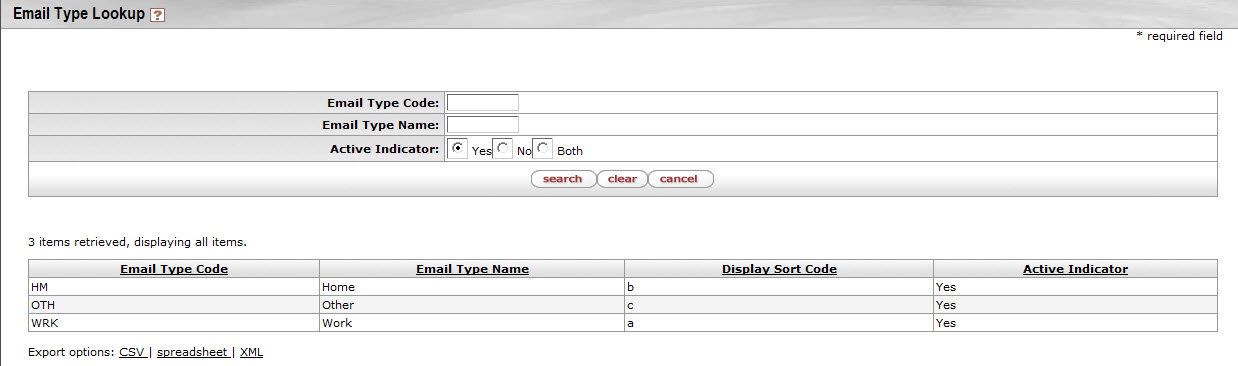 Email Type Lookup ?
* required field
Email Type Code:
Email Type Name:
Active Indicator: Yes No Both
search clear cancel
3 items retrieved, displaying all items.
Email Type Code Email Type Name Display Sort Code Active Indicator
HM Home b Yes
OTH Other c Yes
WRK Work a Yes
Export options: CSV | spreadsheet | XML